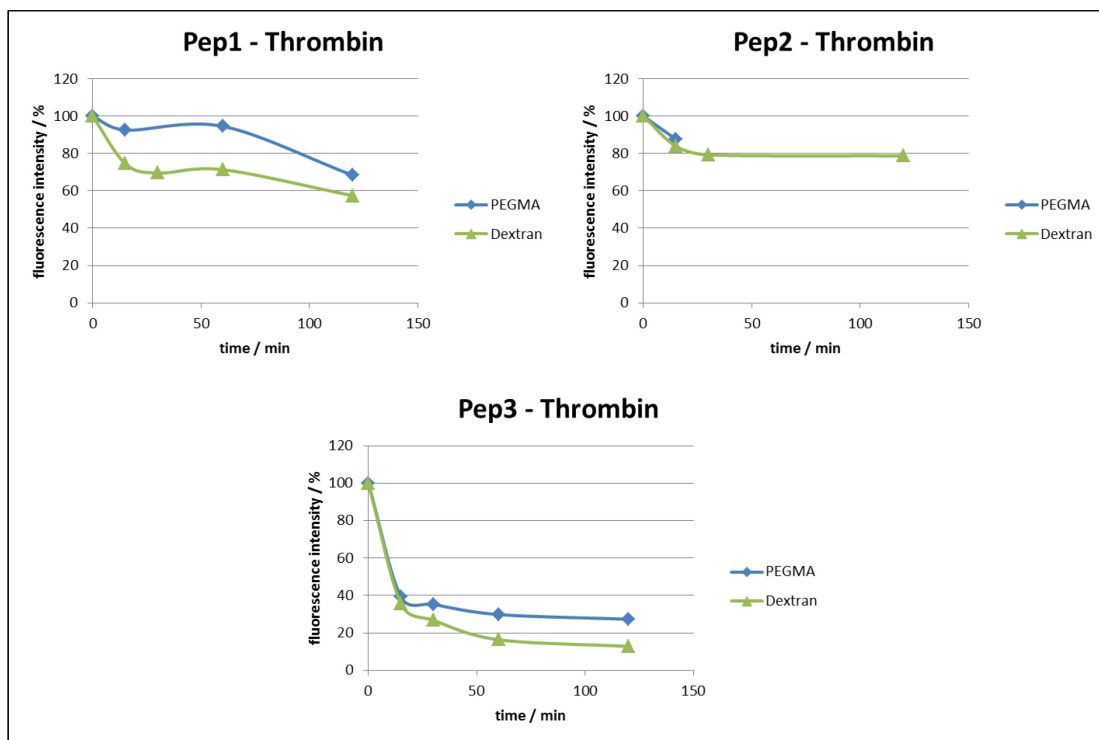 Pep1 - Thrombin
fluorescence intensity / %
120
100
80
60
40
20
0
0 50 100 150
time / min
PEGMA
Dextran
Pep2 - Thrombin
fluorescence intensity / %
120
100
80
60
40
20
0
0 50 100 150
time / min
PEGMA
Dextran
Pep3 - Thrombin
fluorescence intensity / %
120
100
80
60
40
20
0
0 50 100 150
time / min
PEGMA
Dextran